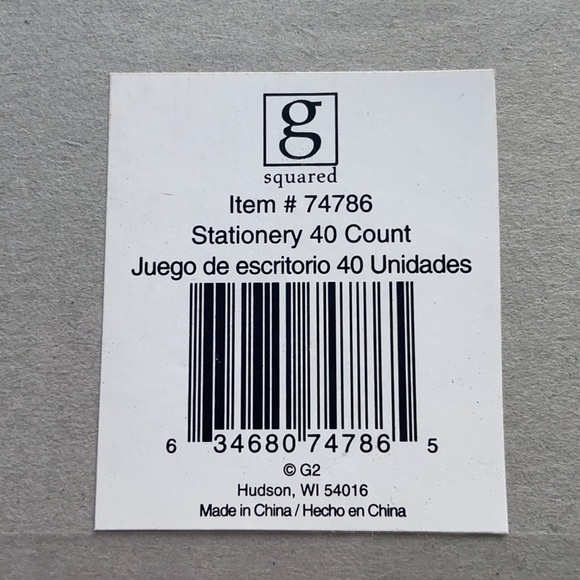 g
squared
Item # 74786
Stationery 40 Count
Juego de escritorio 40 Unidades
6 34680 74786 5
© G2
Hudson, WI 54016
Made in China / Hecho en China